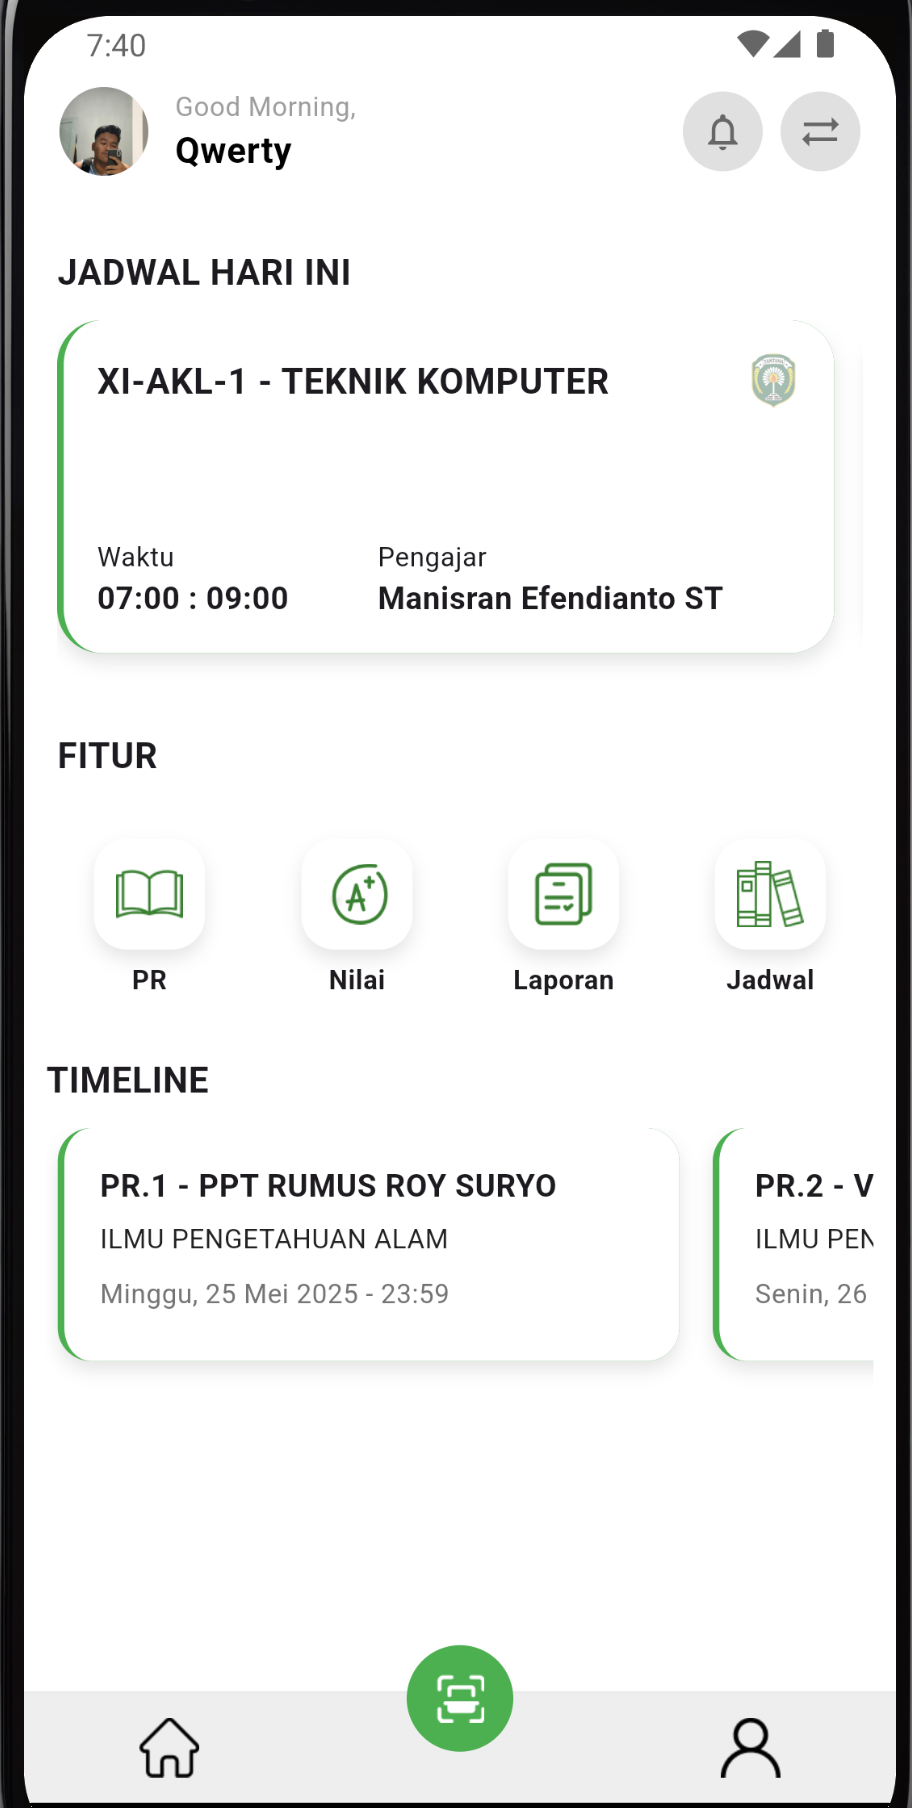 7:40
Good Morning,
Qwerty
JADWAL HARI INI
XI-AKL-1 - TEKNIK KOMPUTER
Waktu
Pengajar
07:00 : 09:00
Manisran Efendianto ST
FITUR
A+
PR
Nilai
Laporan
Jadwal
TIMELINE
PR.1 - PPT RUMUS ROY SURYO
ILMU PENGETAHUAN ALAM
Minggu, 25 Mei 2025 - 23:59
PR.2 - V
ILMU PEN
Senin, 26